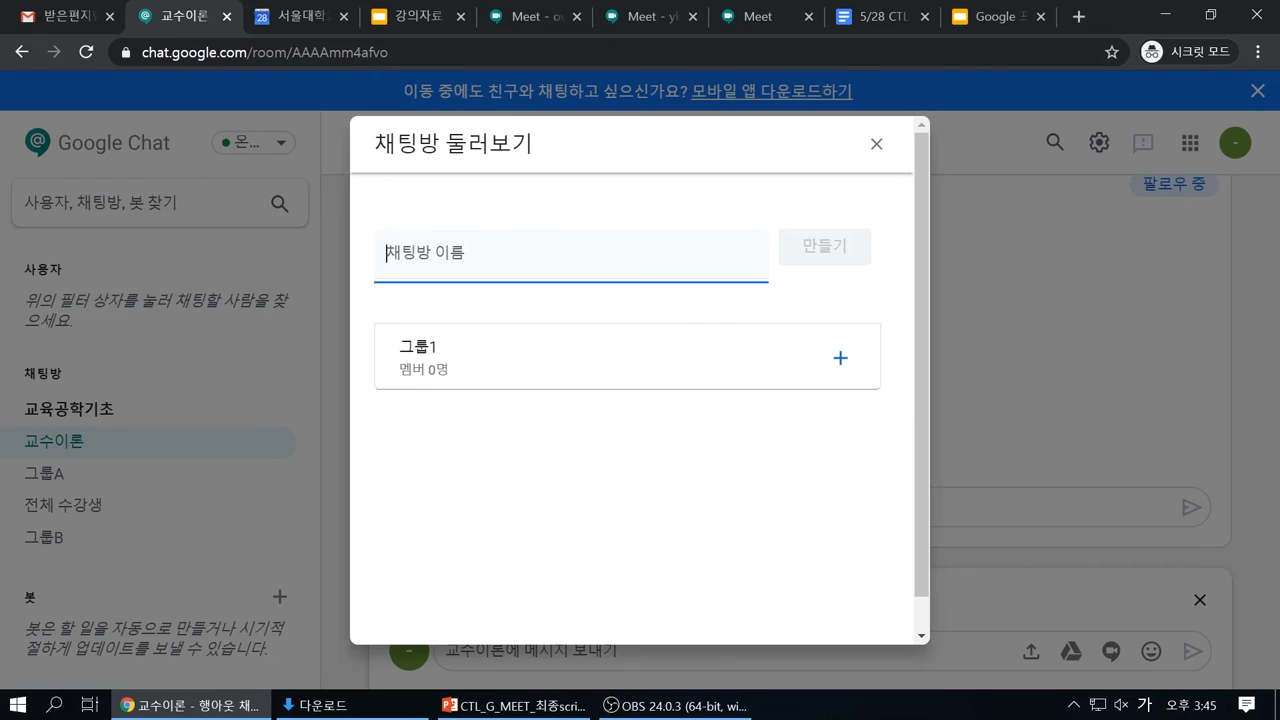 받은편지
교수이론
서울대학
강의자료
Meet - o
Meet - yk
Meet
5/28 CTL
Google 프
chat.google.com/room/AAAAmm4afvo
시크릿 모드
이동 중에도 친구와 채팅하고 싶으신가요? 모바일 앱 다운로드하기
Google Chat
온...
사용자, 채팅방, 봇 찾기
팔로우 중
사용자
위의 필터 상자를 눌러 채팅할 사람을 찾
으세요.
채팅방
교육공학기초
교수이론
그룹A
전체 수강생
그룹B
봇
봇은 할 일을 자동으로 만들거나 시기적
절하게 업데이트를 보낼 수 있습니다.
채팅방 둘러보기
채팅방 이름
만들기
그룹1
멤버 0명
교수이론에 메시지 보내기
교수이론 - 행아웃 채...
다운로드
CTL_G_MEET_최종scri...
OBS 24.0.3 (64-bit, wi...
가
오후 3:45